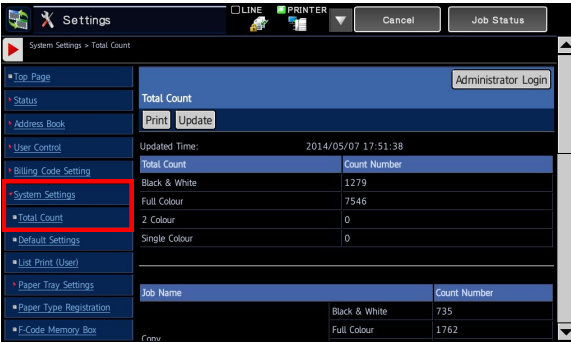 Settings
LINE
PRINTER
Cancel
Job Status
System Settings > Total Count
Top Page
Status
Address Book
User Control
Billing Code Setting
System Settings
Total Count
Default Settings
List Print (User)
Paper Tray Settings
Paper Type Registration
F-Code Memory Box
Administrator Login
Total Count
Print Update
Updated Time: 2014/05/07 17:51:38
Total Count Count Number
Black & White 1279
Full Colour 7546
2 Colour 0
Single Colour 0
Job Name Count Number
Black & White 735
Copy Full Colour 1762